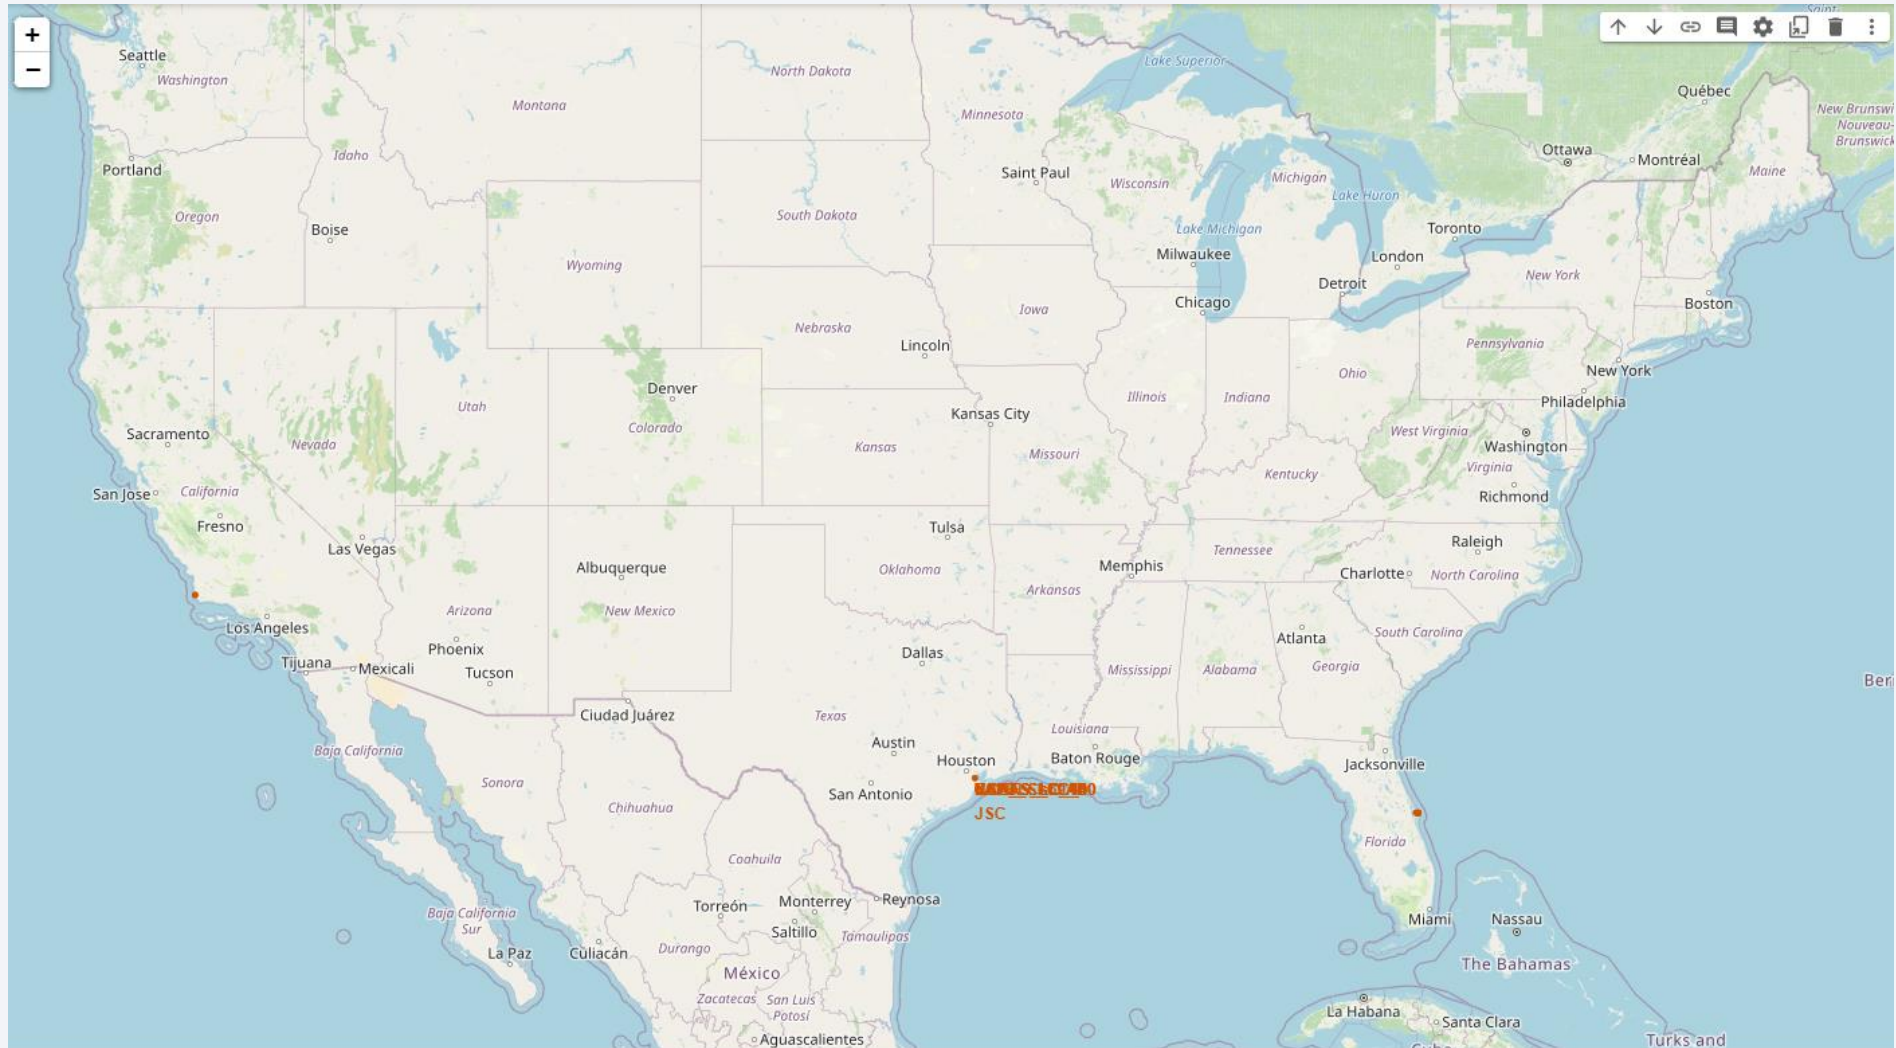 +
−
Saint-
Seattle
Washington
North Dakota
Montana
Minnesota
Lake Superior
Québec
New Brunswi
Nouveau-
Brunswick
Ottawa
Montréal
Maine
Portland
Idaho
Saint Paul
Wisconsin
Michigan
Lake Huron
Oregon
Boise
South Dakota
Wyoming
Lake Michigan
Toronto
Milwaukee
London
Detroit
New York
Chicago
Boston
Iowa
Nebraska
Lincoln
Pennsylvania
New York
Ohio
Denver
Utah
Illinois
Indiana
Philadelphia
Kansas City
Colorado
Sacramento
Nevada
Kansas
Missouri
West Virginia
Washington
Virginia
Kentucky
San Jose
California
Richmond
Fresno
Las Vegas
Tulsa
Raleigh
Tennessee
Albuquerque
Oklahoma
Memphis
Charlotte
North Carolina
Arkansas
Arizona
New Mexico
Los Angeles
Phoenix
Atlanta
South Carolina
Dallas
Tijuana
Mexicali
Tucson
Mississippi
Alabama
Georgia
Ber
Ciudad Juárez
Texas
Louisiana
Austin
Baja California
Houston
Baton Rouge
Jacksonville
Sonora
San Antonio
Chihuahua
JSC
Florida
Coahuila
Torreón
Monterrey
Reynosa
Baja California
Sur
Saltillo
Tamaulipas
Miami
Nassau
La Paz
Culiacán
Durango
México
The Bahamas
Zacatecas
San Luis
Potosí
La Habana
Santa Clara
Aguascalientes
Turks and